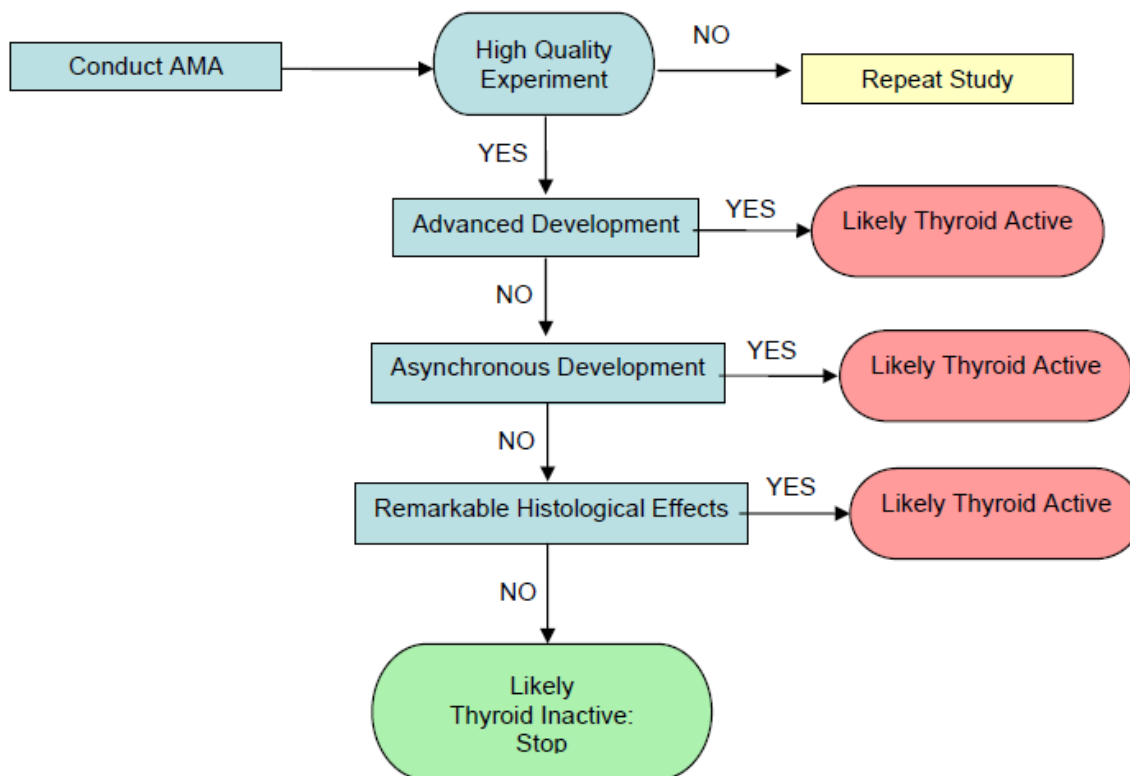 Conduct AMA
High Quality
Experiment
NO
Repeat Study
YES
Advanced Development
YES
Likely Thyroid Active
NO
Asynchronous Development
YES
Likely Thyroid Active
NO
Remarkable Histological Effects
YES
Likely Thyroid Active
NO
Likely
Thyroid Inactive:
Stop